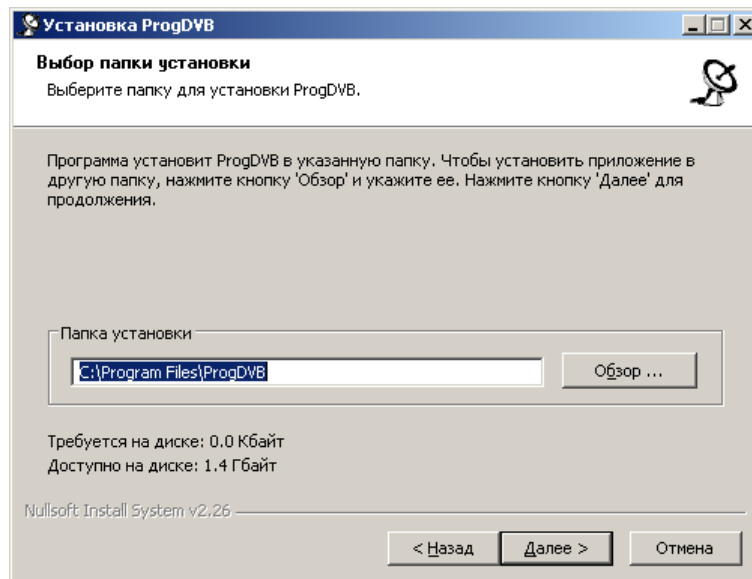 Установка ProgDVB
Выбор папки установки
Выберите папку для установки ProgDVB.
Программа установит ProgDVB в указанную папку. Чтобы установить приложение в
другую папку, нажмите кнопку 'Обзор' и укажите ее. Нажмите кнопку 'Далее' для
продолжения.
Папка установки
C:\Program Files\ProgDVB
Обзор ...
Требуется на диске: 0.0 Кбайт
Доступно на диске: 1.4 Гбайт
Nullsoft Install System v2.26
< Назад
Далее >
Отмена